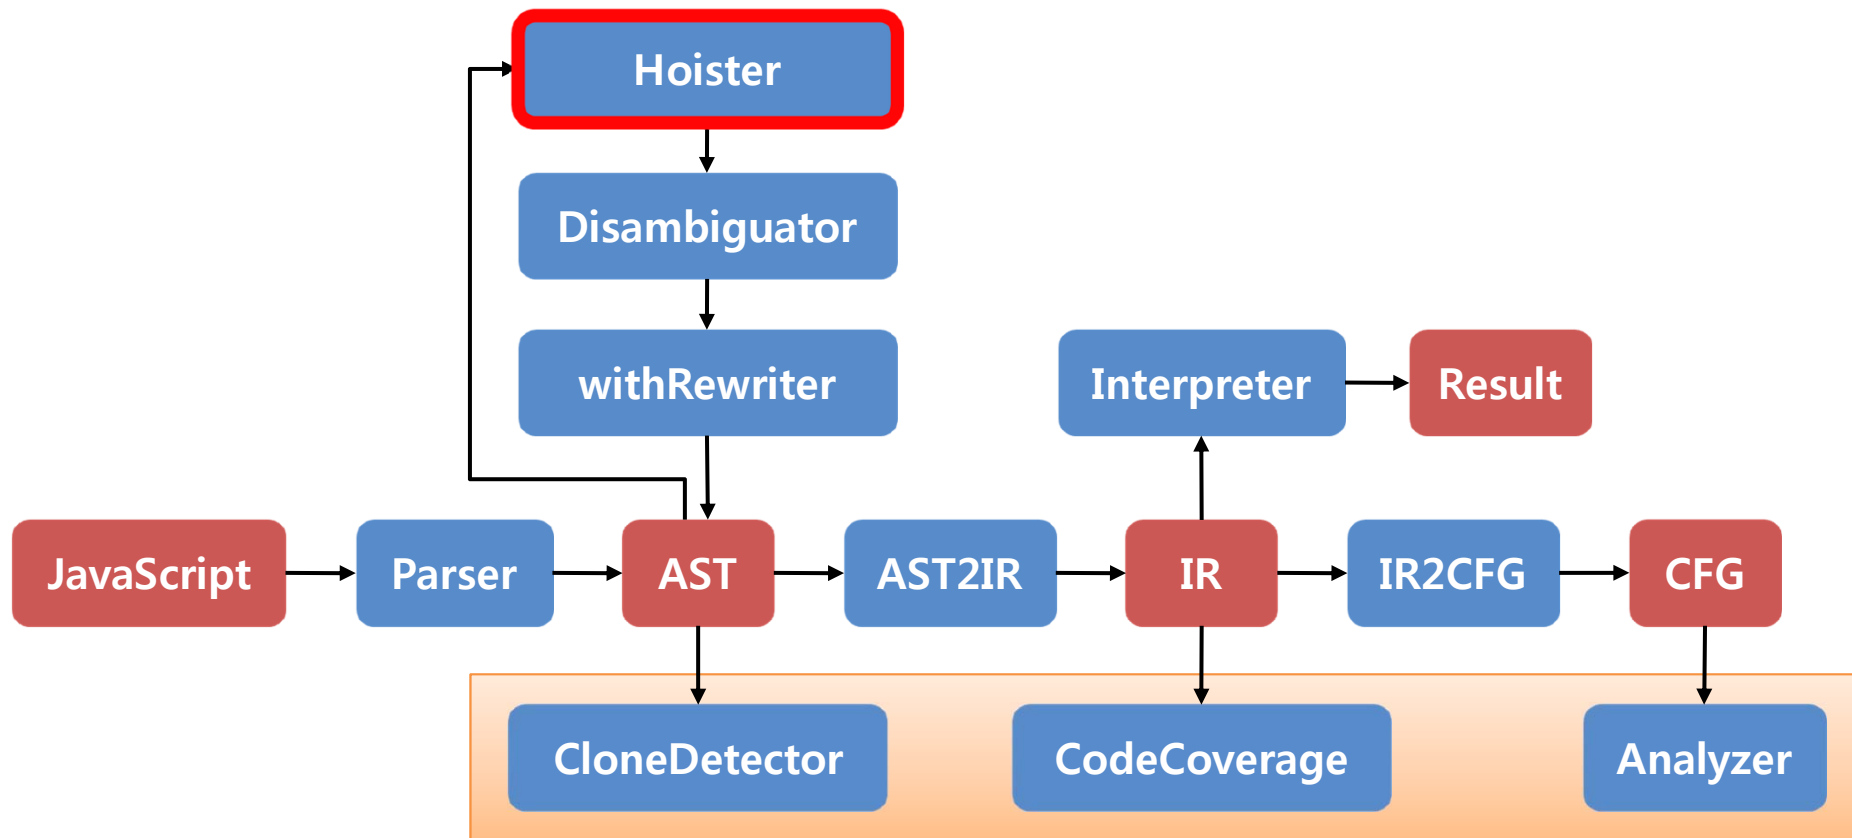 Hoister
Disambiguator
withRewriter
Interpreter
Result
JavaScript
Parser
AST
AST2IR
IR
IR2CFG
CFG
CloneDetector
CodeCoverage
Analyzer